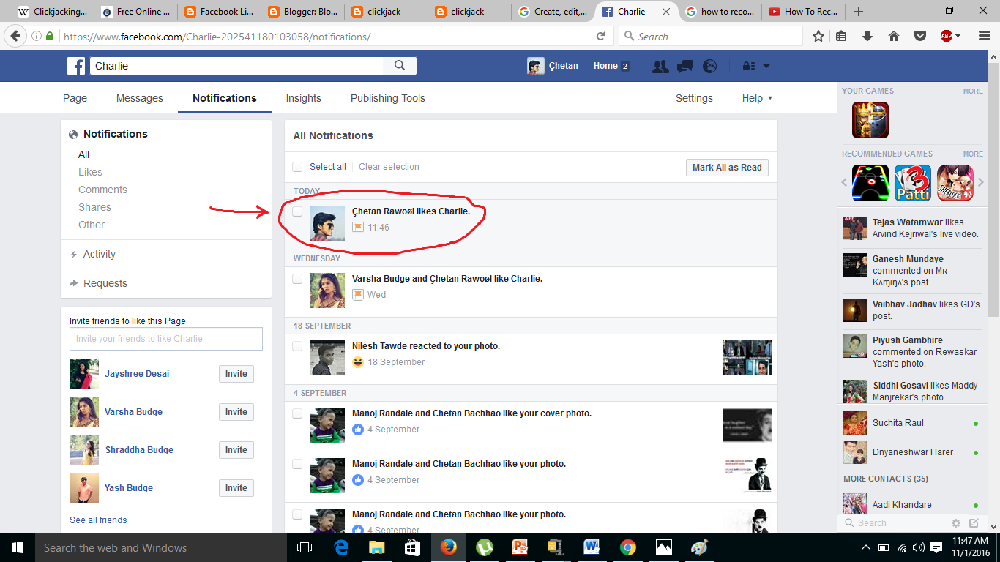 Clickjacking...
Free Online ...
Facebook Li...
Blogger: Blo...
clickjack
clickjack
Create, edit,...
Charlie
how to reco...
How To Rec...
https://www.facebook.com/Charlie-202541180103058/notifications/
Search
ABP
Charlie
Çhetan
Home 2
Page
Messages
Notifications
Insights
Publishing Tools
Settings
Help
Notifications
All
Likes
Comments
Shares
Other
Activity
Requests
Invite friends to like this Page
Invite your friends to like Charlie
Jayshree Desai
Invite
Varsha Budge
Invite
Shraddha Budge
Invite
Yash Budge
Invite
See all friends
All Notifications
Select all
Clear selection
Mark All as Read
TODAY
Çhetan Rawoøl likes Charlie.
11:46
WEDNESDAY
Varsha Budge and Çhetan Rawoøl like Charlie.
Wed
18 SEPTEMBER
Nilesh Tawde reacted to your photo.
18 September
4 SEPTEMBER
Manoj Randale and Chetan Bachhao like your cover photo.
4 September
Manoj Randale and Chetan Bachhao like your photo.
4 September
Manoj Randale and Chetan Bachhao like your photo.
4 September
YOUR GAMES
MORE
RECOMMENDED GAMES
MORE
3
Patti
SHERLOCK
Tejas Watamwar likes
Arvind Kejriwal's live video.
Ganesh Mundaye
commented on Mʀ
Kʌɱıŋʌ's post.
Vaibhav Jadhav likes GD's
post.
Piyush Gambhire
commented on Rewaskar
Yash's photo.
Siddhi Gosavi likes Maddy
Manjrekar's photo.
Suchita Raul
Dnyaneshwar Harer
MORE CONTACTS (35)
Aadi Khandare
Search
Search the web and Windows
11:47 AM
11/1/2016